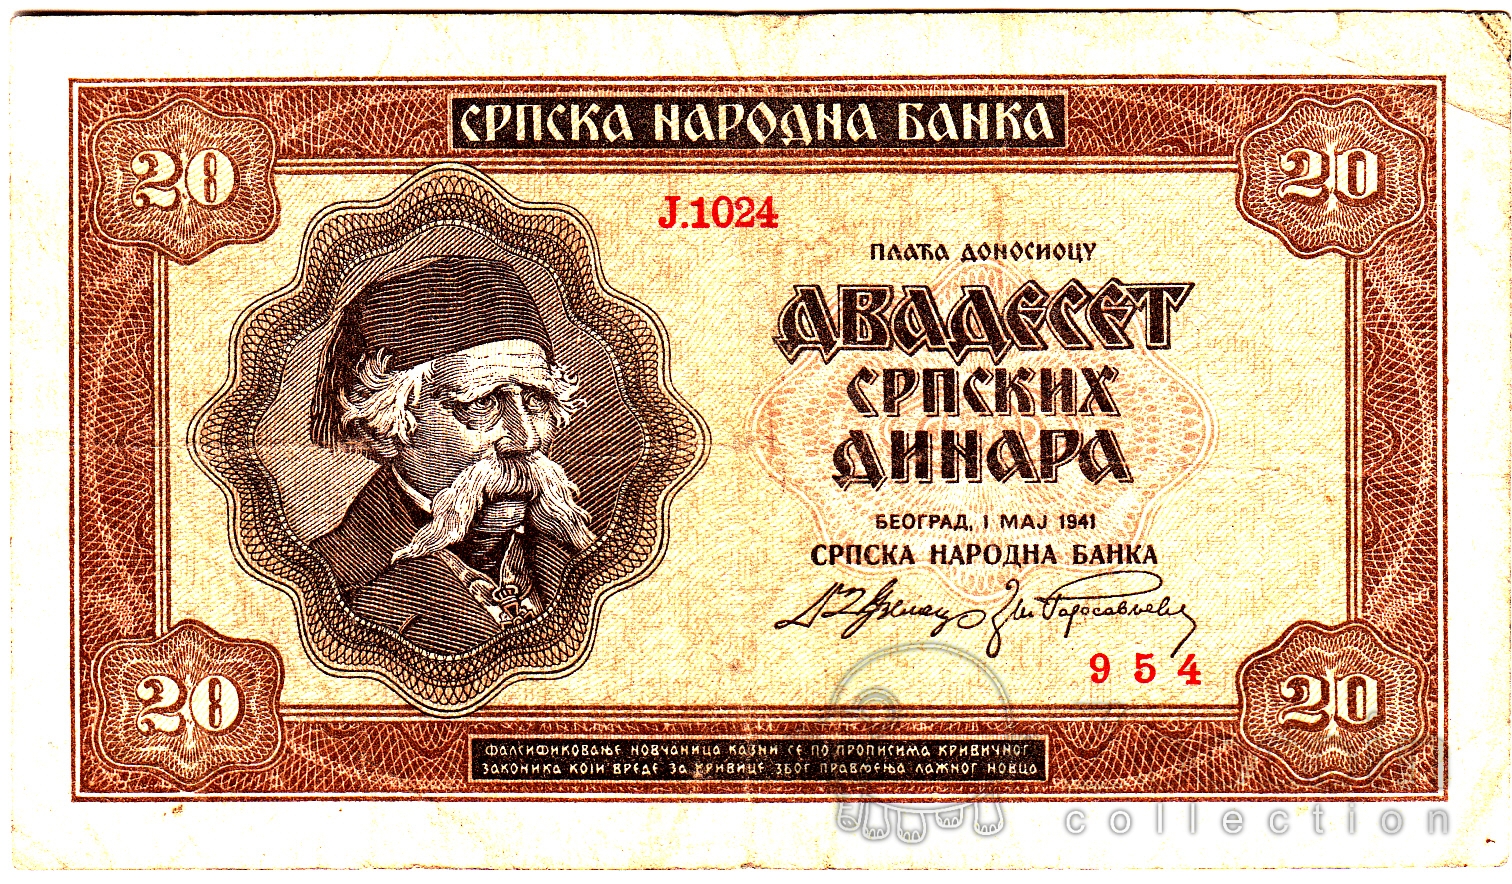 СРПСКА НАРОДНА БАНКА
20
20
J.1024
ПЛАЋА ДОНОСИОЦУ
ДВАДЕСЕТ
СРПСКИХ
ДИНАРА
БЕОГРАД, 1 МАЈ 1941
СРПСКА НАРОДНА БАНКА
954
20
20
ФАЛСИФИКОВАЊЕ НОВЧАНИЦА КАЗНИ СЕ ПО ПРОПИСИМА КРИВИЧНОГ
ЗАКОНИКА КОЈИ ВРЕДЕ ЗА КРИВИЦЕ ЗБОГ ПРАВЉЕЊА ЛАЖНОГ НОВЦА
collection